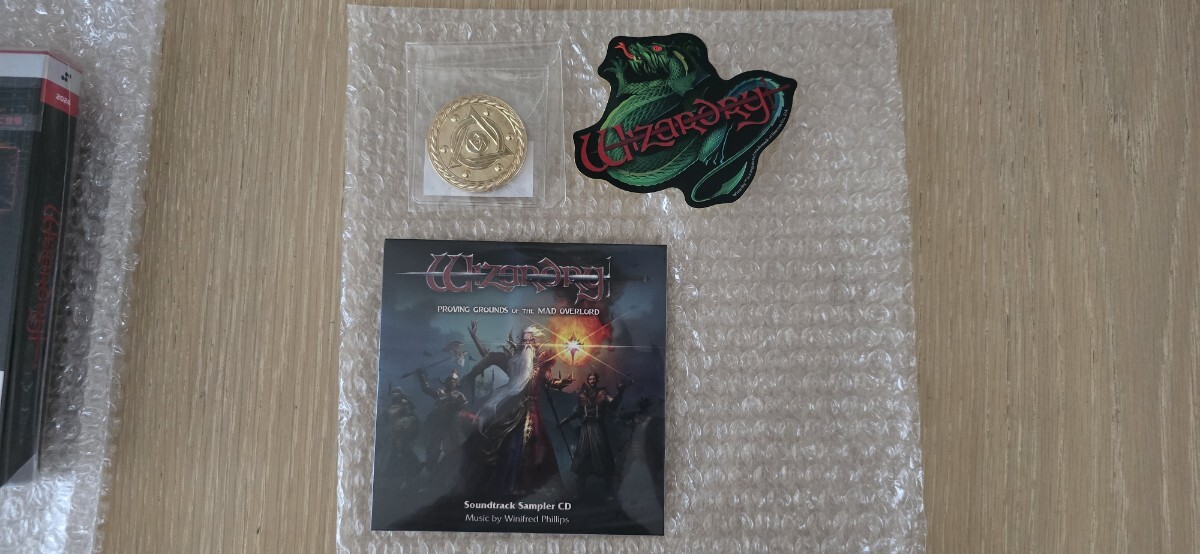 Wizardry
Wizardry
PROVING GROUNDS OF THE MAD OVERLORD
Soundtrack Sampler CD
Music by Winifred Phillips